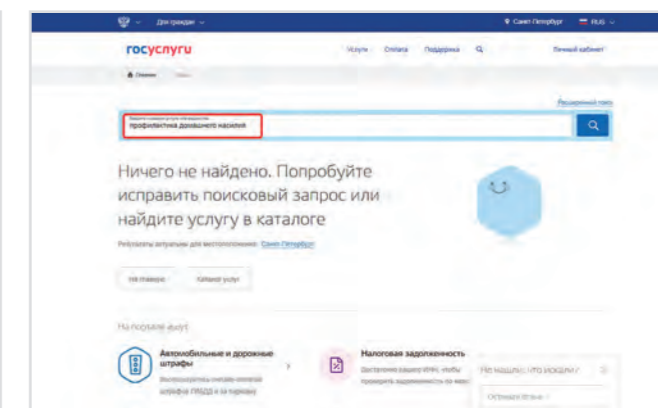 Для граждан
Санкт-Петербург RUS
госуслуги
Услуги Оплата Поддержка Личный кабинет
Главная
Расширенный поиск
профилактика домашнего насилия
Ничего не найдено. Попробуйте
исправить поисковый запрос или
найдите услугу в каталоге
Результаты актуальны для местоположения: Санкт-Петербург
На главную Каталог услуг
На портале ищут
Автомобильные и дорожные
штрафы
Налоговая задолженность
Не нашли, что искали?